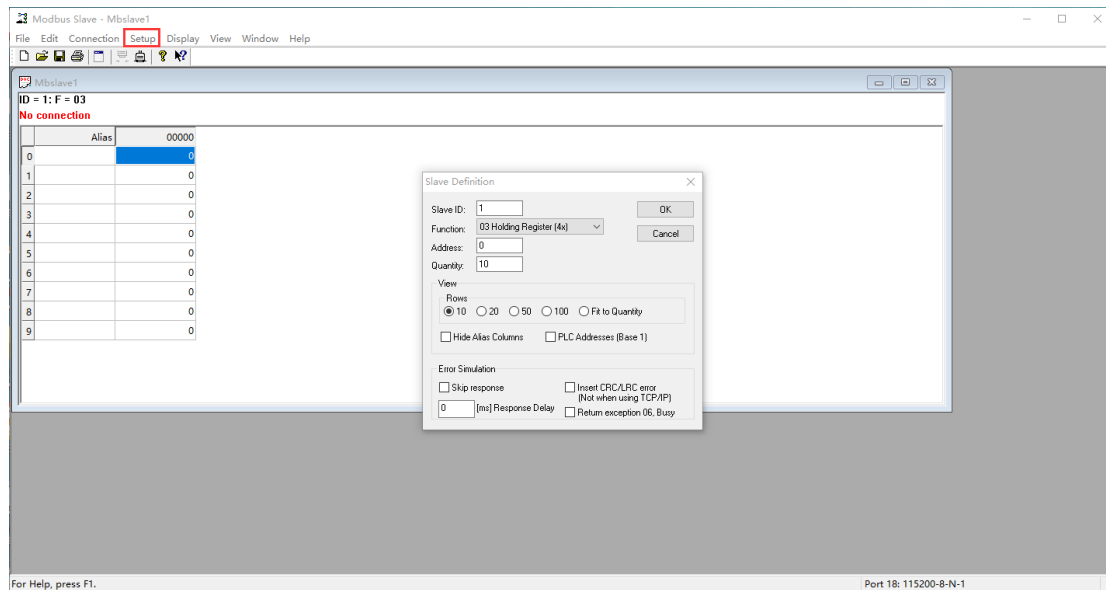 Modbus Slave - Mbslave1
File Edit Connection Setup Display View Window Help
Mbslave1
ID = 1: F = 03
No connection
Alias 00000
0 0
1 0
2 0
3 0
4 0
5 0
6 0
7 0
8 0
9 0
Slave Definition
Slave ID: 1 OK
Function: 03 Holding Register (4x) Cancel
Address: 0
Quantity: 10
View
Rows
10 20 50 100 Fit to Quantity
Hide Alias Columns PLC Addresses (Base 1)
Error Simulation
Skip response Insert CRC/LRC error
(Not when using TCP/IP)
0 [ms] Response Delay Return exception 06, Busy
For Help, press F1. Port 18: 115200-8-N-1